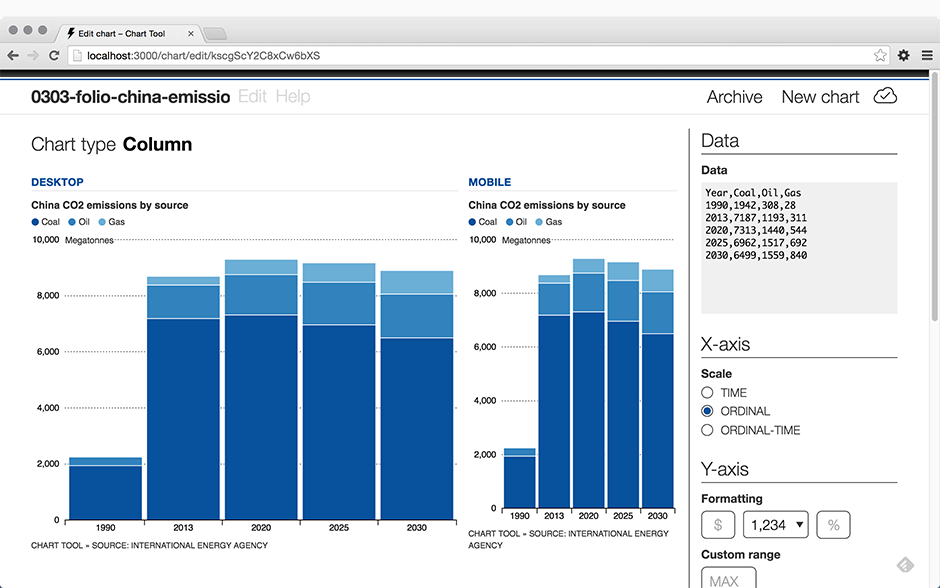 Edit chart – Chart Tool
localhost:3000/chart/edit/kscgScY2C8xCw6bXS
0303-folio-china-emissio Edit Help
Archive New chart
Chart type Column
DESKTOP
China CO2 emissions by source
Coal Oil Gas
10,000 Megatonnes
8,000
6,000
4,000
2,000
0
1990 2013 2020 2025 2030
CHART TOOL » SOURCE: INTERNATIONAL ENERGY AGENCY
MOBILE
China CO2 emissions by source
Coal Oil Gas
10,000 Megatonnes
8,000
6,000
4,000
2,000
0
1990 2013 2020 2025 2030
CHART TOOL » SOURCE: INTERNATIONAL ENERGY
AGENCY
Data
Data
Year,Coal,Oil,Gas
1990,1942,308,28
2013,7187,1193,311
2020,7313,1440,544
2025,6962,1517,692
2030,6499,1559,840
X-axis
Scale
TIME
ORDINAL
ORDINAL-TIME
Y-axis
Formatting
$ 1,234 %
Custom range
MAX